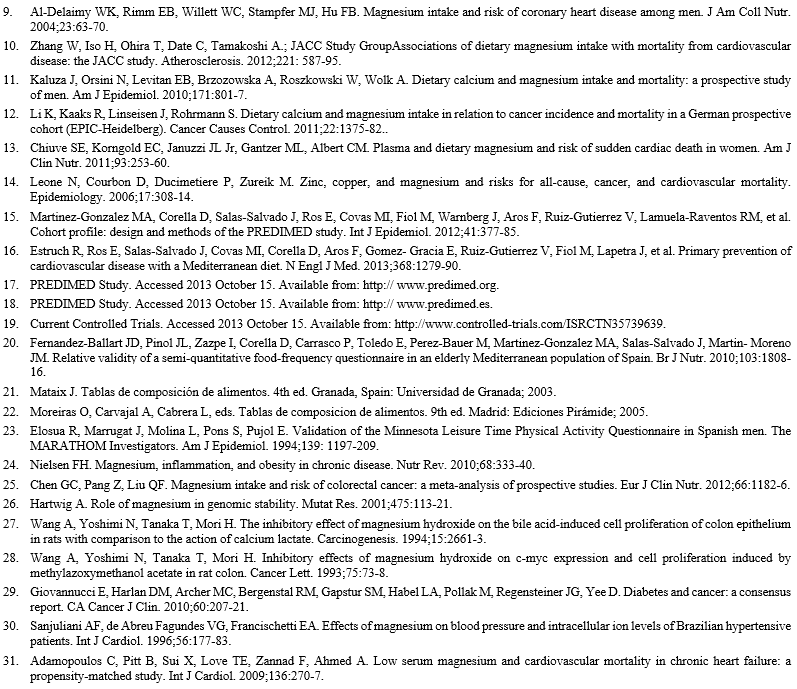 9. Al-Delaimy WK, Rimm EB, Willett WC, Stampfer MJ, Hu FB. Magnesium intake and risk of coronary heart disease among men. J Am Coll Nutr.
2004;23:63-70.
10. Zhang W, Iso H, Ohira T, Date C, Tamakoshi A.; JACC Study GroupAssociations of dietary magnesium intake with mortality from cardiovascular
disease: the JACC study. Atherosclerosis. 2012;221: 587-95.
11. Kaluza J, Orsini N, Levitan EB, Brzozowska A, Roszkowski W, Wolk A. Dietary calcium and magnesium intake and mortality: a prospective study
of men. Am J Epidemiol. 2010;171:801-7.
12. Li K, Kaaks R, Linseisen J, Rohrmann S. Dietary calcium and magnesium intake in relation to cancer incidence and mortality in a German prospective
cohort (EPIC-Heidelberg). Cancer Causes Control. 2011;22:1375-82..
13. Chiuve SE, Korngold EC, Januzzi JL Jr, Gantzer ML, Albert CM. Plasma and dietary magnesium and risk of sudden cardiac death in women. Am J
Clin Nutr. 2011;93:253-60.
14. Leone N, Courbon D, Ducimetiere P, Zureik M. Zinc, copper, and magnesium and risks for all-cause, cancer, and cardiovascular mortality.
Epidemiology. 2006;17:308-14.
15. Martinez-Gonzalez MA, Corella D, Salas-Salvado J, Ros E, Covas MI, Fiol M, Warnberg J, Aros F, Ruiz-Gutierrez V, Lamuela-Raventos RM, et al.
Cohort profile: design and methods of the PREDIMED study. Int J Epidemiol. 2012;41:377-85.
16. Estruch R, Ros E, Salas-Salvado J, Covas MI, Corella D, Aros F, Gomez- Gracia E, Ruiz-Gutierrez V, Fiol M, Lapetra J, et al. Primary prevention of
cardiovascular disease with a Mediterranean diet. N Engl J Med. 2013;368:1279-90.
17. PREDIMED Study. Accessed 2013 October 15. Available from: http:// www.predimed.org.
18. PREDIMED Study. Accessed 2013 October 15. Available from: http:// www.predimed.es.
19. Current Controlled Trials. Accessed 2013 October 15. Available from: http://www.controlled-trials.com/ISRCTN35739639.
20. Fernandez-Ballart JD, Pinol JL, Zazpe I, Corella D, Carrasco P, Toledo E, Perez-Bauer M, Martinez-Gonzalez MA, Salas-Salvado J, Martin- Moreno
JM. Relative validity of a semi-quantitative food-frequency questionnaire in an elderly Mediterranean population of Spain. Br J Nutr. 2010;103:1808-
16.
21. Mataix J. Tablas de composición de alimentos. 4th ed. Granada, Spain: Universidad de Granada; 2003.
22. Moreiras O, Carvajal A, Cabrera L, eds. Tablas de composicion de alimentos. 9th ed. Madrid: Ediciones Pirámide; 2005.
23. Elosua R, Marrugat J, Molina L, Pons S, Pujol E. Validation of the Minnesota Leisure Time Physical Activity Questionnaire in Spanish men. The
MARATHOM Investigators. Am J Epidemiol. 1994;139: 1197-209.
24. Nielsen FH. Magnesium, inflammation, and obesity in chronic disease. Nutr Rev. 2010;68:333-40.
25. Chen GC, Pang Z, Liu QF. Magnesium intake and risk of colorectal cancer: a meta-analysis of prospective studies. Eur J Clin Nutr. 2012;66:1182-6.
26. Hartwig A. Role of magnesium in genomic stability. Mutat Res. 2001;475:113-21.
27. Wang A, Yoshimi N, Tanaka T, Mori H. The inhibitory effect of magnesium hydroxide on the bile acid-induced cell proliferation of colon epithelium
in rats with comparison to the action of calcium lactate. Carcinogenesis. 1994;15:2661-3.
28. Wang A, Yoshimi N, Tanaka T, Mori H. Inhibitory effects of magnesium hydroxide on c-myc expression and cell proliferation induced by
methylazoxymethanol acetate in rat colon. Cancer Lett. 1993;75:73-8.
29. Giovannucci E, Harlan DM, Archer MC, Bergenstal RM, Gapstur SM, Habel LA, Pollak M, Regensteiner JG, Yee D. Diabetes and cancer: a consensus
report. CA Cancer J Clin. 2010;60:207-21.
30. Sanjuliani AF, de Abreu Fagundes VG, Francischetti EA. Effects of magnesium on blood pressure and intracellular ion levels of Brazilian hypertensive
patients. Int J Cardiol. 1996;56:177-83.
31. Adamopoulos C, Pitt B, Sui X, Love TE, Zannad F, Ahmed A. Low serum magnesium and cardiovascular mortality in chronic heart failure: a
propensity-matched study. Int J Cardiol. 2009;136:270-7.